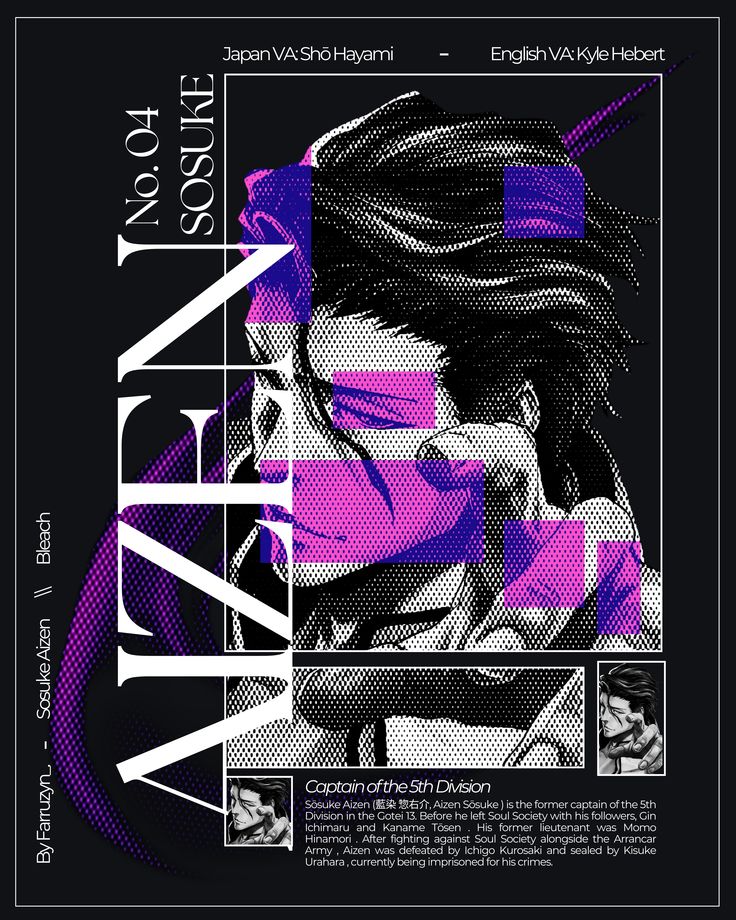 Japan VA: Shō Hayami - English VA: Kyle Hebert
No. 04
SOSUKE
AIZEN
By Farruzyn_. - Sosuke Aizen \\ Bleach
Captain of the 5th Division
Sōsuke Aizen (藍染 惣右介, Aizen Sōsuke ) is the former captain of the 5th
Division in the Gotei 13. Before he left Soul Society with his followers, Gin
Ichimaru and Kaname Tōsen . His former lieutenant was Momo
Hinamori . After fighting against Soul Society alongside the Arrancar
Army , Aizen was defeated by Ichigo Kurosaki and sealed by Kisuke
Urahara , currently being imprisoned for his crimes.